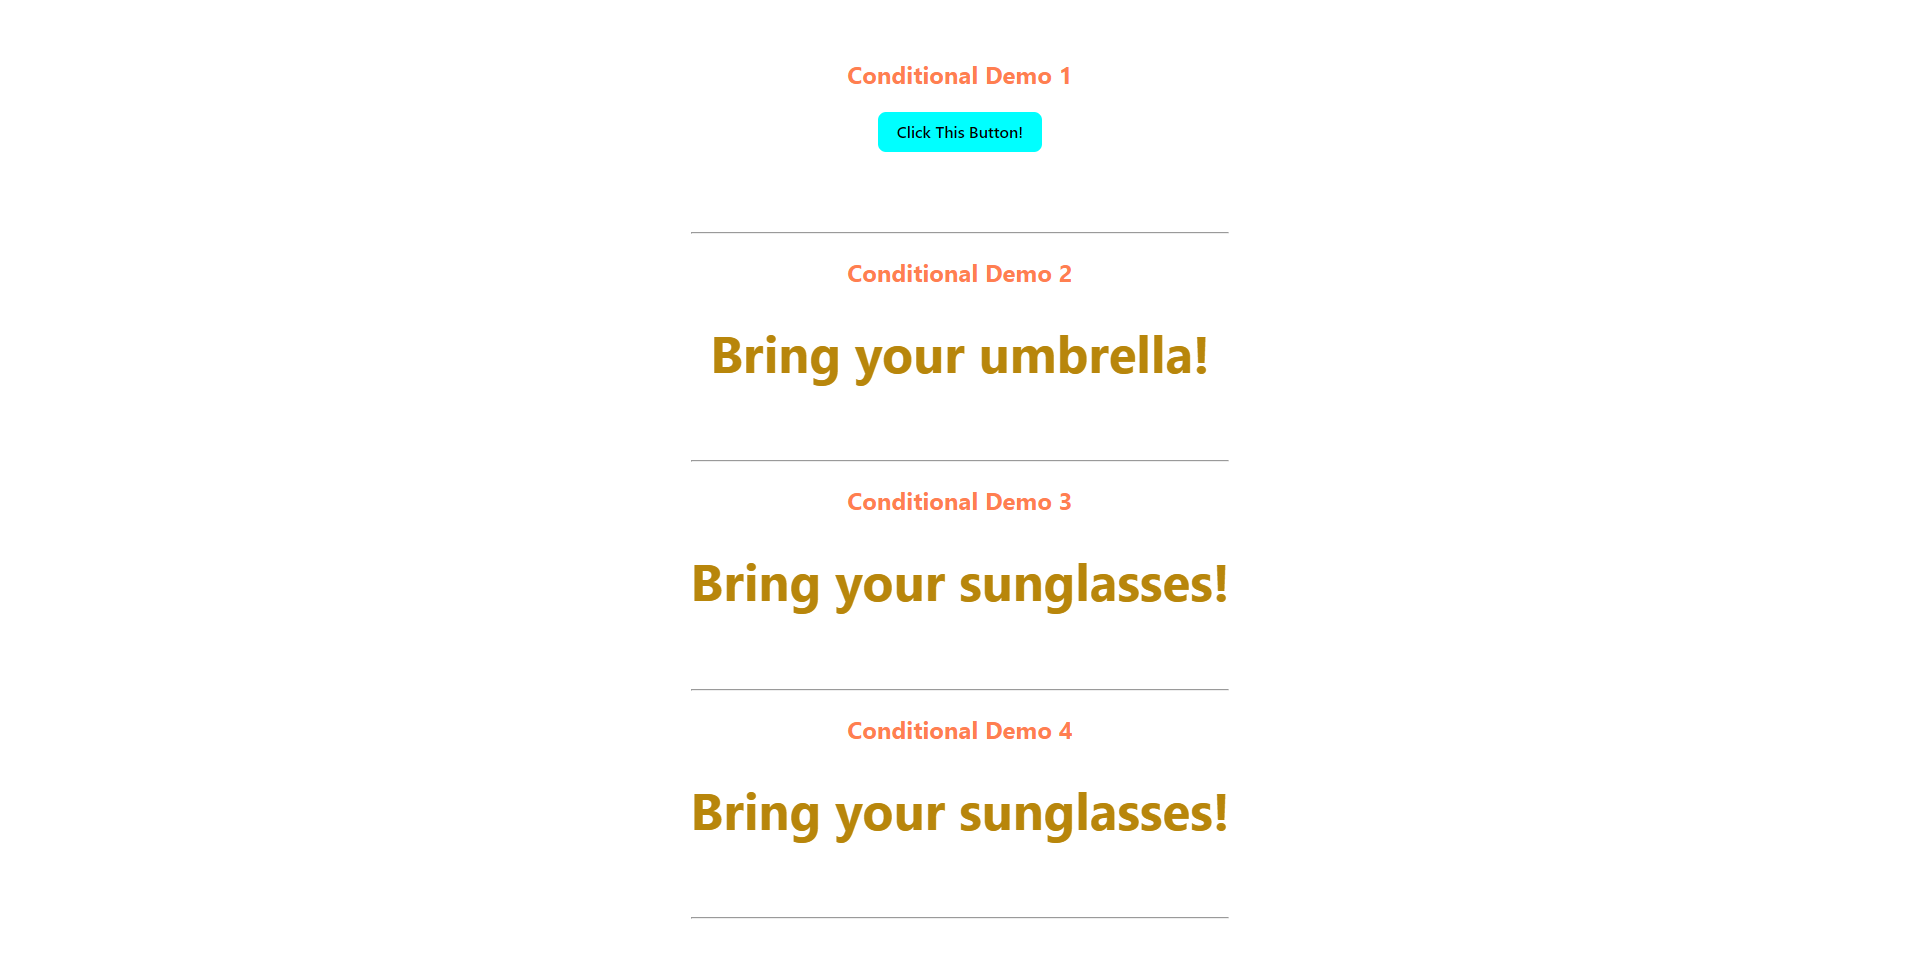 Conditional Demo 1
Click This Button!
Conditional Demo 2
Bring your umbrella!
Conditional Demo 3
Bring your sunglasses!
Conditional Demo 4
Bring your sunglasses!